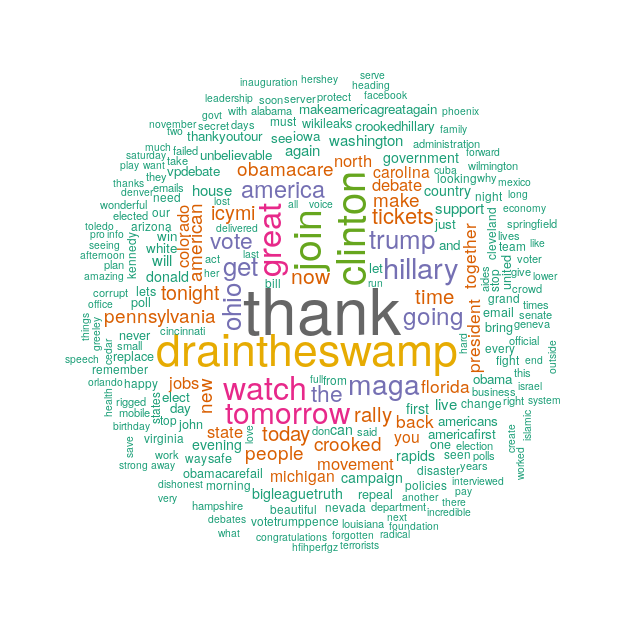 inauguration hershey serve
heading
leadership soon server protect facebook
govt with alabama makeamericagreatagain phoenix
november secret days must wikileaks crookedhillary family
two thankyoutour see iowa washington administration
much failed unbelievable again government forward
saturday take vpdebate obamacare north carolina cuba wilmington
play want they emails house america debate country looking why mexico
thanks denver need icymi lost all voice make tickets support night long
wonderful our colorado american great join clinton just economy
elected arizona win vote delivered trump and together cleveland springfield
toledo pro info white get last hillary lives team like
seeing kennedy will act let stop united voter
afternoon plan donald her now run aides give lower
amazing lets tonight bill time grand crowd
corrupt poll ohio thank going president email times
office pennsylvania bring senate
things greeley never cincinnati geneva
small draintheswamp hard every official
speech cedar replace fight end outside
remember watch full from the maga obama this
orlando happy jobs new florida business israel
health elect tomorrow change right system
rigged states day rally first live
mobile top john state love don can back americans
birthday today said you americafirst create islamic
virginia evening people crooked one
save work way safe rapids seen polls worked
strong away obamacarefail michigan movement disaster years
dishonest morning campaign policies interviewed
very bigleaguetruth repeal another pay
hampshire beautiful nevada department there
debates votetrumppence louisiana next incredible
what congratulations forgotten radical foundation
hfihperfgz terrorists